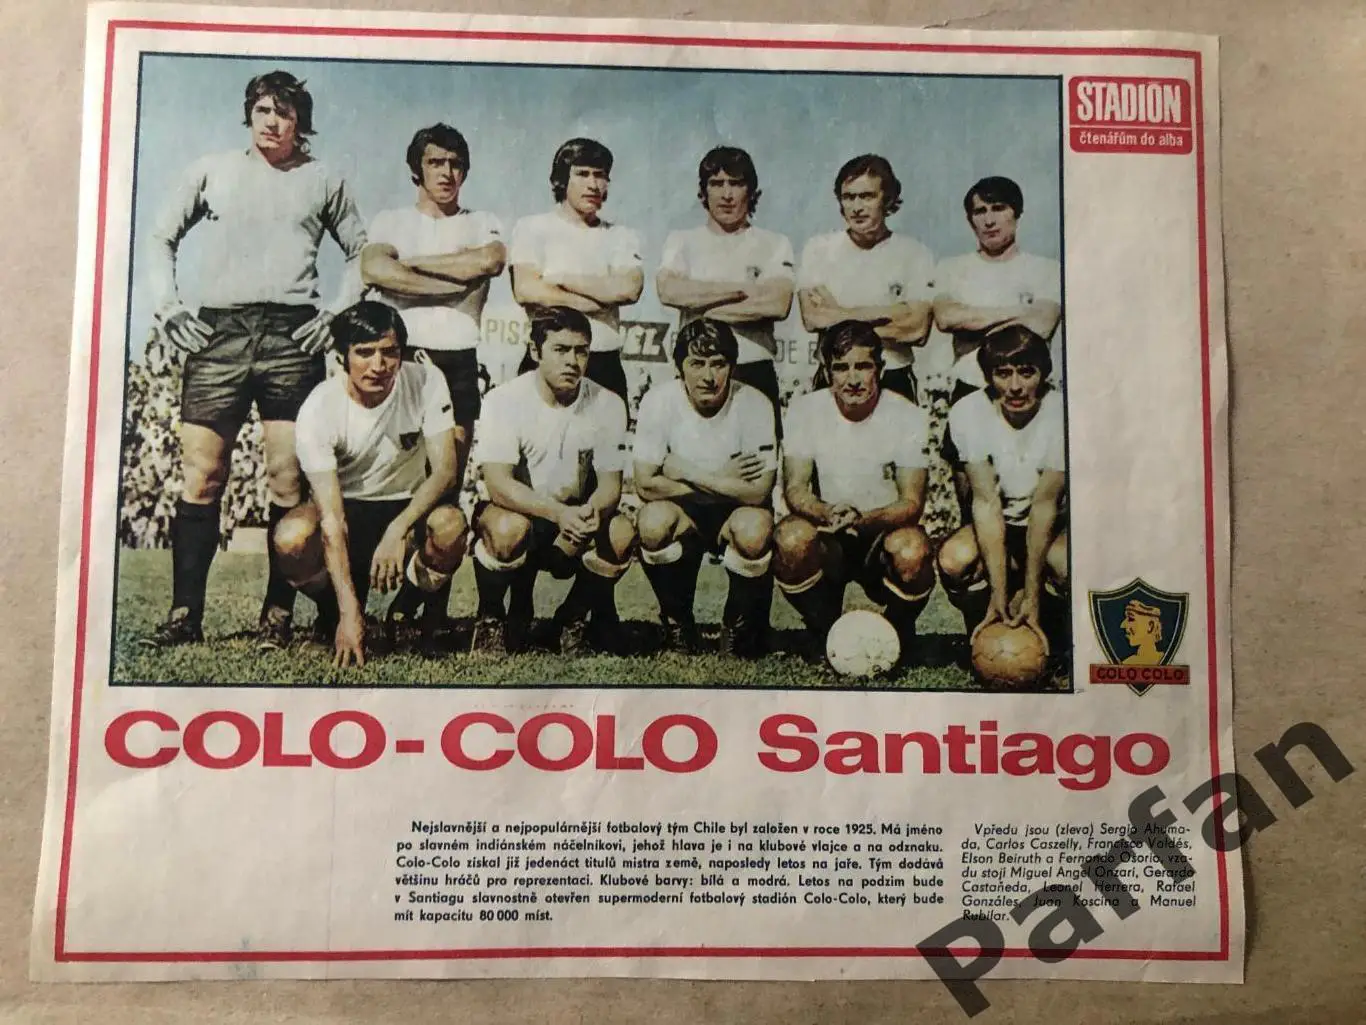 STADIÓN
čtenářům do alba
PISS
EL
DE
COLO COLO
COLO-COLO Santiago
Nejslavnější a nejpopulárnější fotbalový tým Chile byl založen v roce 1925. Má jméno
po slavném indiánském náčelníkovi, jehož hlava je i na klubové vlajce a na odznaku.
Colo-Colo získal již jedenáct titulů mistra země, naposledy letos na jaře. Tým dodává
většinu hráčů pro reprezentaci. Klubové barvy: bílá a modrá. Letos na podzim bude
v Santiagu slavnostně otevřen supermoderní fotbalový stadión Colo-Colo, který bude
mít kapacitu 80 000 míst.
Vpředu jsou (zleva) Sergio Ahuma-
da, Carlos Caszelly, Francisco Valdés,
Elson Beiruth a Fernando Osorio, vza-
du stojí Miguel Angel Onzari, Gerardo
Castañeda, Leonel Herrera, Rafael
Gonzáles, Juan Koscina a Manuel
Rubilar.
Parfan